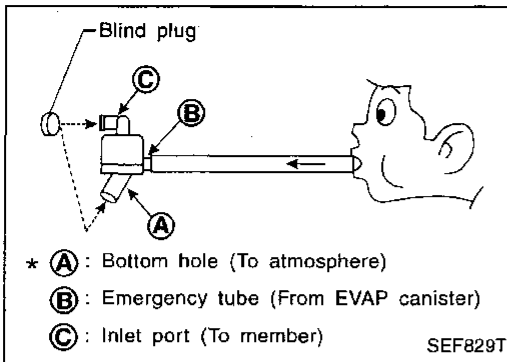 Blind plug
C
B
A
* A : Bottom hole (To atmosphere)
B : Emergency tube (From EVAP canister)
C : Inlet port (To member)
SEF829T